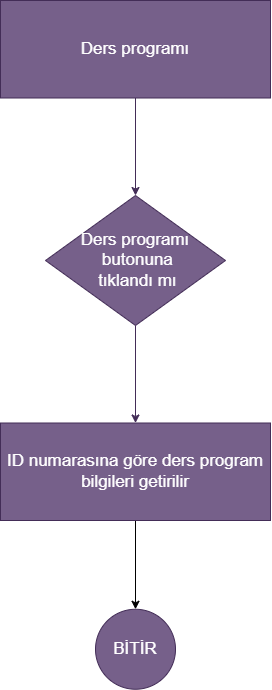 Ders programı
Ders programı
butonuna
tıklandı mı
ID numarasına göre ders program
bilgileri getirilir
BİTİR